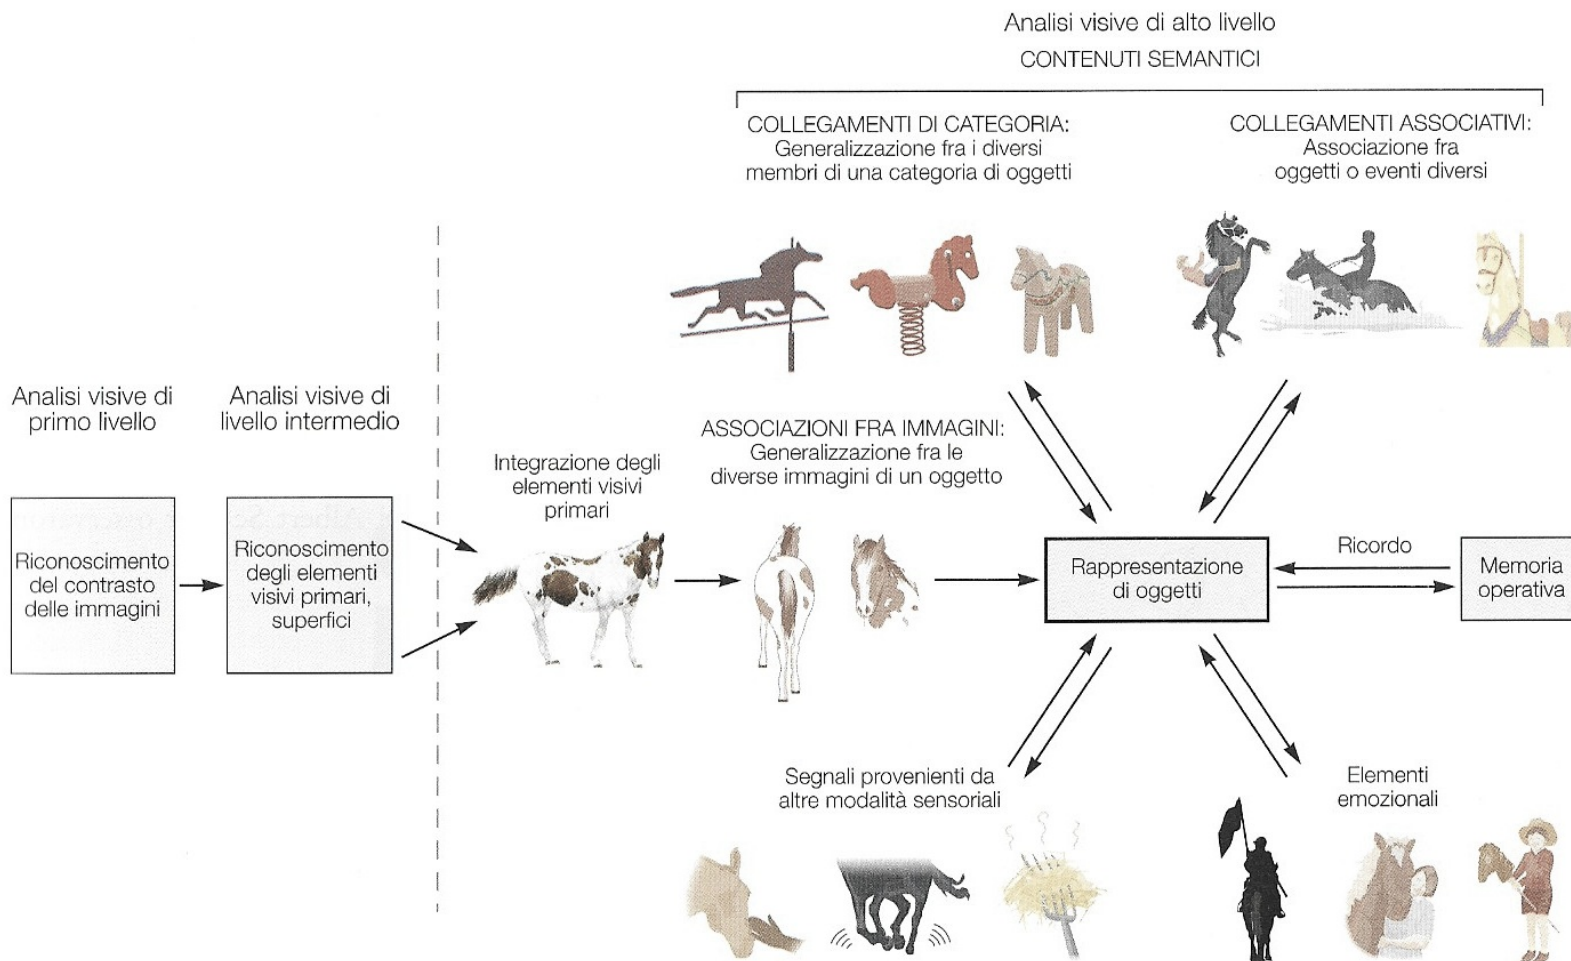 Analisi visive di alto livello
CONTENUTI SEMANTICI
COLLEGAMENTI DI CATEGORIA:
Generalizzazione fra i diversi
membri di una categoria di oggetti
COLLEGAMENTI ASSOCIATIVI:
Associazione fra
oggetti o eventi diversi
Analisi visive di
primo livello
Analisi visive di
livello intermedio
Riconoscimento
del contrasto
delle immagini
Riconoscimento
degli elementi
visivi primari,
superfici
Integrazione degli
elementi visivi
primari
ASSOCIAZIONI FRA IMMAGINI:
Generalizzazione fra le
diverse immagini di un oggetto
Rappresentazione
di oggetti
Ricordo
Memoria
operativa
Segnali provenienti da
altre modalità sensoriali
Elementi
emozionali